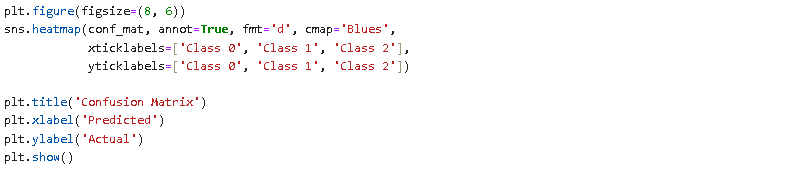 plt.figure(figsize=(8, 6))
sns.heatmap(conf_mat, annot=True, fmt='d', cmap='Blues',
            xticklabels=['Class 0', 'Class 1', 'Class 2'],
            yticklabels=['Class 0', 'Class 1', 'Class 2'])

plt.title('Confusion Matrix')
plt.xlabel('Predicted')
plt.ylabel('Actual')
plt.show()